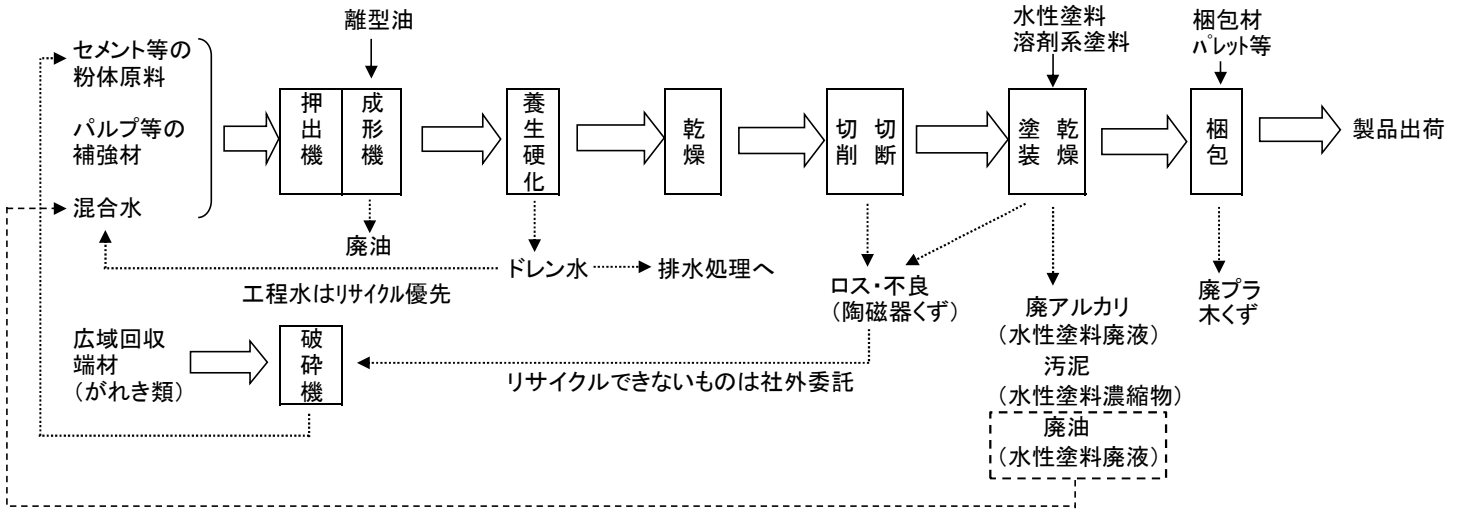 離型油
水性塗料
溶剤系塗料
梱包材
パレット等
セメント等の
粉体原料
パルプ等の
補強材
混合水
押出機
成形機
養生硬化
乾燥
切削
切断
塗装
乾燥
梱包
製品出荷
廃油
ドレン水
排水処理へ
工程水はリサイクル優先
ロス・不良
(陶磁器くず)
廃アルカリ
(水性塗料廃液)
汚泥
(水性塗料濃縮物)
廃油
(水性塗料廃液)
廃プラ
木くず
広域回収
端材
(がれき類)
破砕機
リサイクルできないものは社外委託